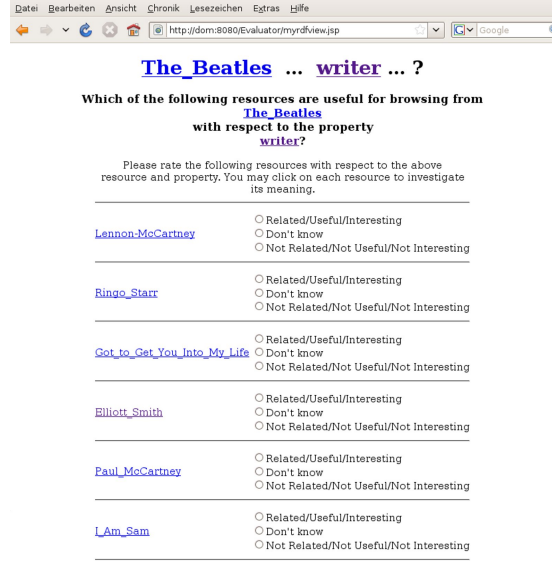 Datei Bearbeiten Ansicht Chronik Lesezeichen Extras Hilfe
http://dom:8080/Evaluator/myrdfview.jsp
G Google
The_Beatles ... writer ... ?
Which of the following resources are useful for browsing from
The_Beatles
with respect to the property
writer?
Please rate the following resources with respect to the above
resource and property. You may click on each resource to investigate
its meaning.
Related/Useful/Interesting
Lennon-McCartney Don't know
Not Related/Not Useful/Not Interesting
Related/Useful/Interesting
Ringo_Starr Don't know
Not Related/Not Useful/Not Interesting
Related/Useful/Interesting
Got_to_Get_You_Into_My_Life Don't know
Not Related/Not Useful/Not Interesting
Related/Useful/Interesting
Elliott_Smith Don't know
Not Related/Not Useful/Not Interesting
Related/Useful/Interesting
Paul_McCartney Don't know
Not Related/Not Useful/Not Interesting
Related/Useful/Interesting
I_Am_Sam Don't know
Not Related/Not Useful/Not Interesting